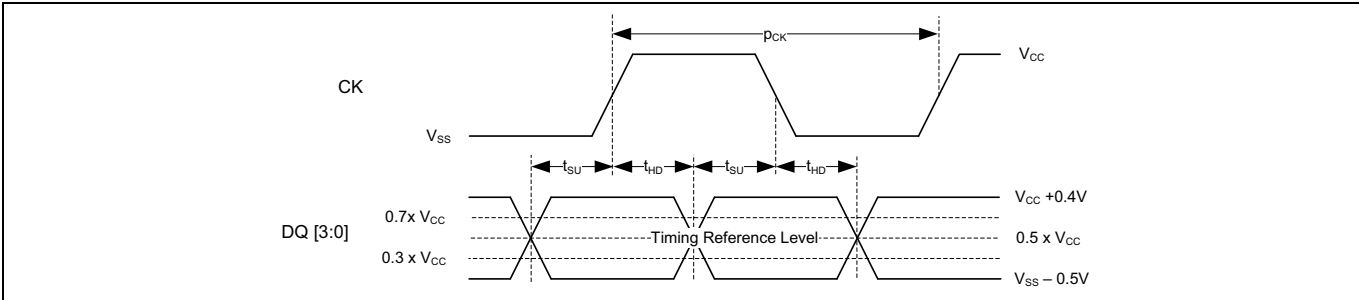 pCK
VCC
CK
VSS
tSU tHD tSU tHD
VCC +0.4V
0.7x VCC
DQ [3:0] Timing Reference Level 0.5 x VCC
0.3 x VCC
VSS – 0.5V